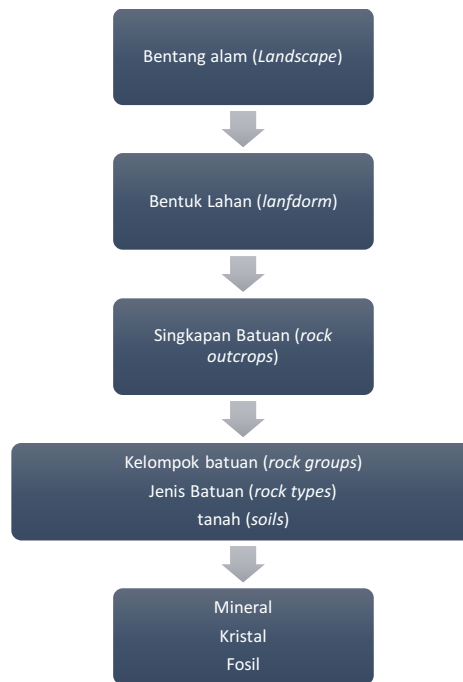 Bentang alam (Landscape)
Bentuk Lahan (lanfdorm)
Singkapan Batuan (rock
outcrops)
Kelompok batuan (rock groups)
Jenis Batuan (rock types)
tanah (soils)
Mineral
Kristal
Fosil